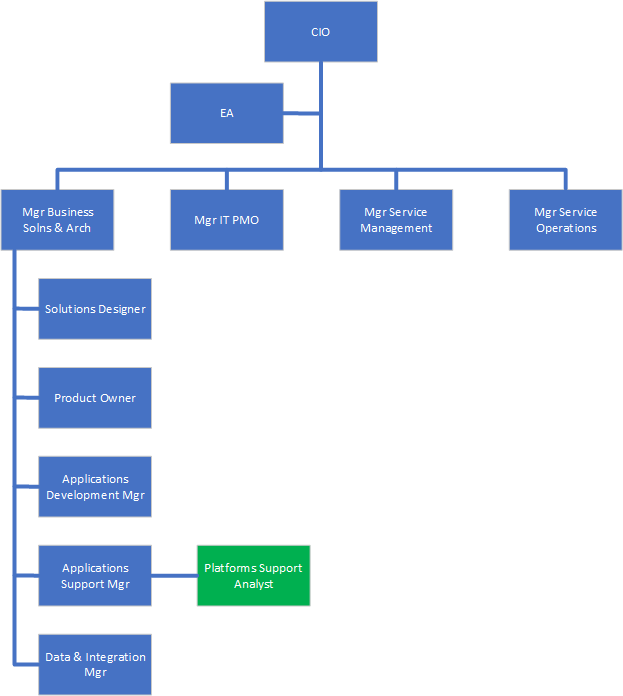 CIO
EA
Mgr Business
Solns & Arch
Mgr IT PMO
Mgr Service
Management
Mgr Service
Operations
Solutions Designer
Product Owner
Applications
Development Mgr
Applications
Support Mgr
Platforms Support
Analyst
Data & Integration
Mgr